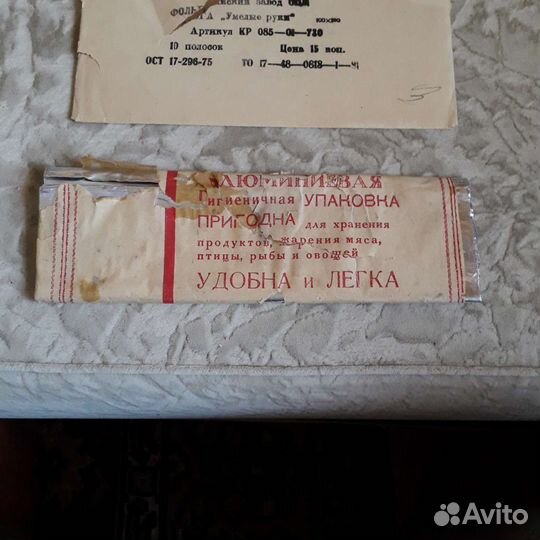 завод
ФОЛЬГА "Умелые руки"
Артикул КР 085-01-730
10 полосок Цена 15 коп.
ОСТ 17-296-75 ТО 17-48-0618-1-
АЛЮМИНИЕВАЯ
Гигиеничная УПАКОВКА
ПРИГОДНА для хранения
продуктов, жарения мяса,
птицы, рыбы и овощей
УДОБНА и ЛЕГКА
Avito